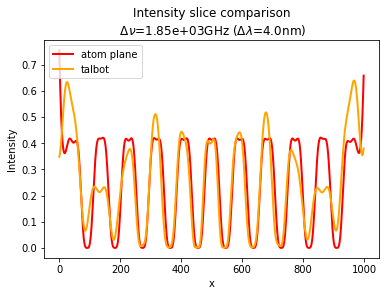 Intensity slice comparison
Δν=1.85e+03GHz (Δλ=4.0nm)
atom plane
talbot
Intensity
0.7
0.6
0.5
0.4
0.3
0.2
0.1
0.0
0 200 400 600 800 1000
x